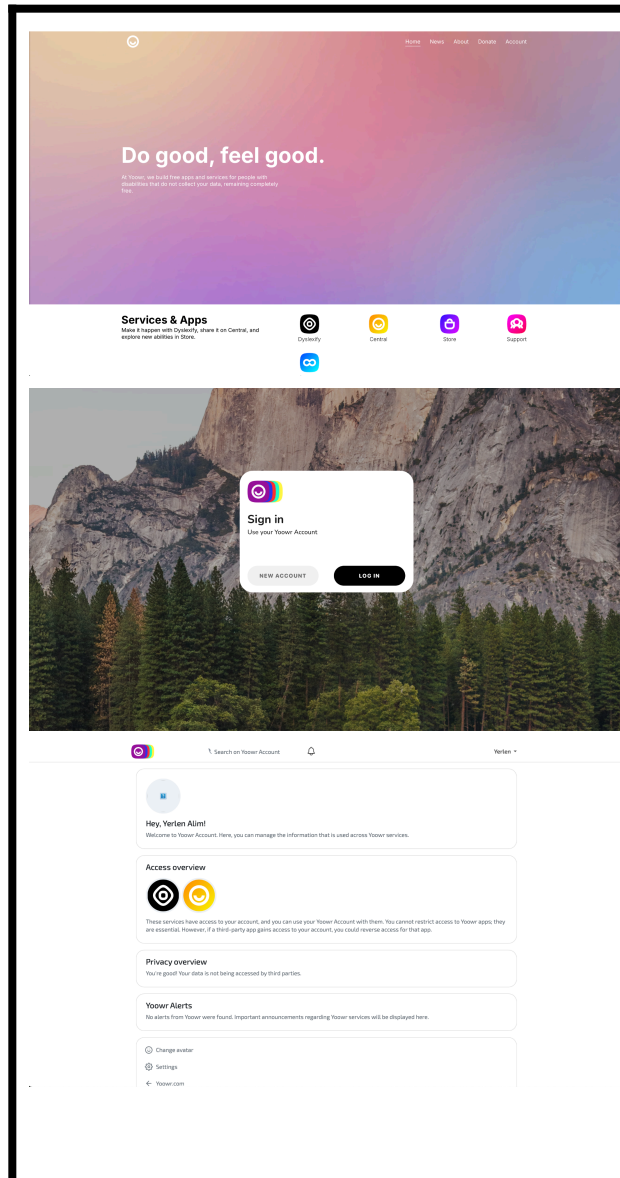 Home News About Donate Account
Do good, feel good.
At Yoowr, we build free apps and services for people with
disabilities that do not collect your data, remaining completely
free.
Services & Apps
Make it happen with Dyslexify, share it on Central, and
explore new abilities in Store.
Dyslexify Central Store Support
Sign in
Use your Yoowr Account
NEW ACCOUNT LOG IN
Search on Yoowr Account Yerlen
Hey, Yerlen Alim!
Welcome to Yoowr Account. Here, you can manage the information that is used across Yoowr services.
Access overview
These services have access to your account, and you can use your Yoowr Account with them. You cannot restrict access to Yoowr apps; they
are essential. However, if a third-party app gains access to your account, you could reverse access for that app.
Privacy overview
You're good! Your data is not being accessed by third parties.
Yoowr Alerts
No alerts from Yoowr were found. Important announcements regarding Yoowr services will be displayed here.
Change avatar
Settings
Yoowr.com